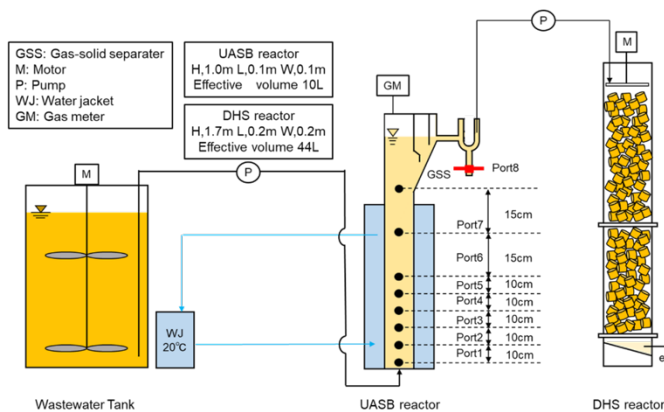 GSS: Gas-solid separater
M: Motor
P: Pump
WJ: Water jacket
GM: Gas meter
UASB reactor
H,1.0m L,0.1m W,0.1m
Effective volume 10L
DHS reactor
H,1.7m L,0.2m W,0.2m
Effective volume 44L
P
M
GM
M
P
GSS
Port8
Port7
15cm
Port6
15cm
Port5
10cm
Port4
10cm
Port3
10cm
Port2
10cm
Port1
10cm
WJ
20℃
e
Wastewater Tank
UASB reactor
DHS reactor